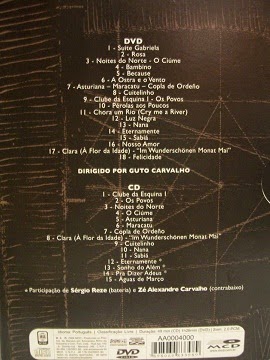 DVD
1 - Suíte Gabriela
2 - Rosa
3 - Noites do Norte - O Ciúme
4 - Bambino
5 - Because
6 - A Ostra e o Vento
7 - Asturiana – Maracatu – Copla de Ordeño
8 - Cuitelinho
9 - Clube da Esquina I - Os Povos
10 - Pérolas aos Poucos
11 - Chora um Rio (Cry me a River)
12 - Luz Negra
13 - Nana
14 - Eternamente
15 - Sabiá
16 - Nosso Amor
17 - Clara (À Flor da Idade) - "Im Wunderschönen Monat Mai"
18 - Felicidade
DIRIGIDO POR GUTO CARVALHO
CD
1 - Clube da Esquina I
2 - Os Povos
3 - Noites do Norte
4 - O Ciúme
5 - Asturiana
6 - Maracatu
7 - Copla de Ordeño
8 - Clara (À Flor da Idade) - "Im Wunderschönen Monat Mai"
9 - Cuitelinho
10 - Nana
11 - Sabiá
12 - Eternamente *
13 - Sonho do Além *
14 - Pra Dizer Adeus *
15 - Águas de Março
* Participação de Sérgio Reze (bateria) e Zé Alexandre Carvalho (contrabaixo)
AA0004000
DVD
MCD